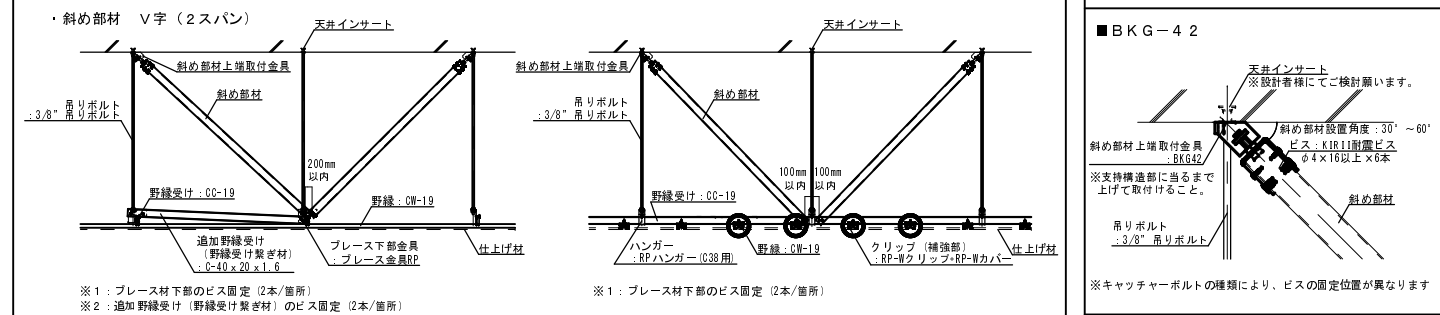 ・斜め部材　V字（2スパン）
天井インサート
斜め部材上端取付金具
斜め部材
吊りボルト
：3/8" 吊りボルト
200mm
以内
野縁受け：CC-19
野縁：CW-19
追加野縁受け
（野縁受け繋ぎ材）
：C-40x20x1.6
ブレース下部金具
：ブレース金具RP
仕上げ材
※1：ブレース材下部のビス固定（2本/箇所）
※2：追加野縁受け（野縁受け繋ぎ材）のビス固定（2本/箇所）
天井インサート
斜め部材上端取付金具
斜め部材
吊りボルト
：3/8" 吊りボルト
100mm
以内
100mm
以内
野縁受け：CC-19
ハンガー
：RPハンガー(C38用)
野縁：CW-19
クリップ（補強部）
：RP-Wクリップ+RP-Wカバー
仕上げ材
※1：ブレース材下部のビス固定（2本/箇所）
■BKG－42
天井インサート
※設計者様にてご検討願います。
斜め部材設置角度：30°～60°
斜め部材上端取付金具
：BKG42
ビス：KIRII耐震ビス
φ4×16以上×6本
※支持構造部に当るまで
上げて取付けること。
斜め部材
吊りボルト
：3/8" 吊りボルト
※キャッチャーボルトの種類により、ビスの固定位置が異なります